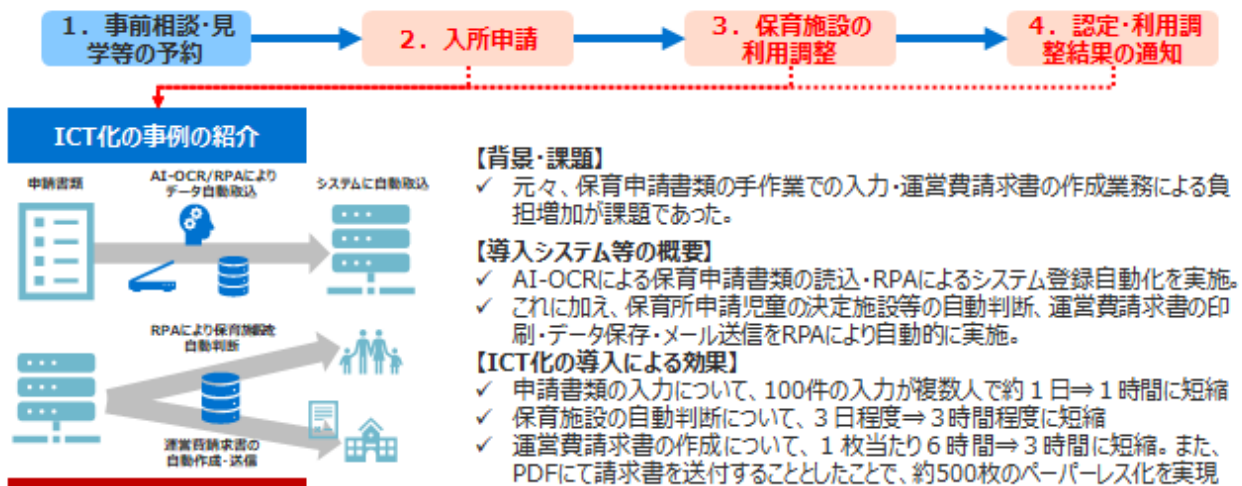 1．事前相談･見
学等の予約
2．入所申請
3．保育施設の
利用調整
4．認定･利用調
整結果の通知
ICT化の事例の紹介
申請書類
AI-OCR/RPAにより
データ自動取込
システムに自動取込
RPAにより保育施設を
自動判断
運営費請求書の
自動作成･送信
【背景･課題】
✓ 元々、保育申請書類の手作業での入力･運営費請求書の作成業務による負
担増加が課題であった。
【導入システム等の概要】
✓ AI-OCRによる保育申請書類の読込･RPAによるシステム登録自動化を実施。
✓ これに加え、保育所申請児童の決定施設等の自動判断、運営費請求書の印
刷･データ保存･メール送信をRPAにより自動的に実施。
【ICT化の導入による効果】
✓ 申請書類の入力について、100件の入力が複数人で約１日⇒１時間に短縮
✓ 保育施設の自動判断について、３日程度⇒３時間程度に短縮
✓ 運営費請求書の作成について、１枚当たり６時間⇒３時間に短縮。また、
PDFにて請求書を送付することとしたことで、約500枚のペーパーレス化を実現